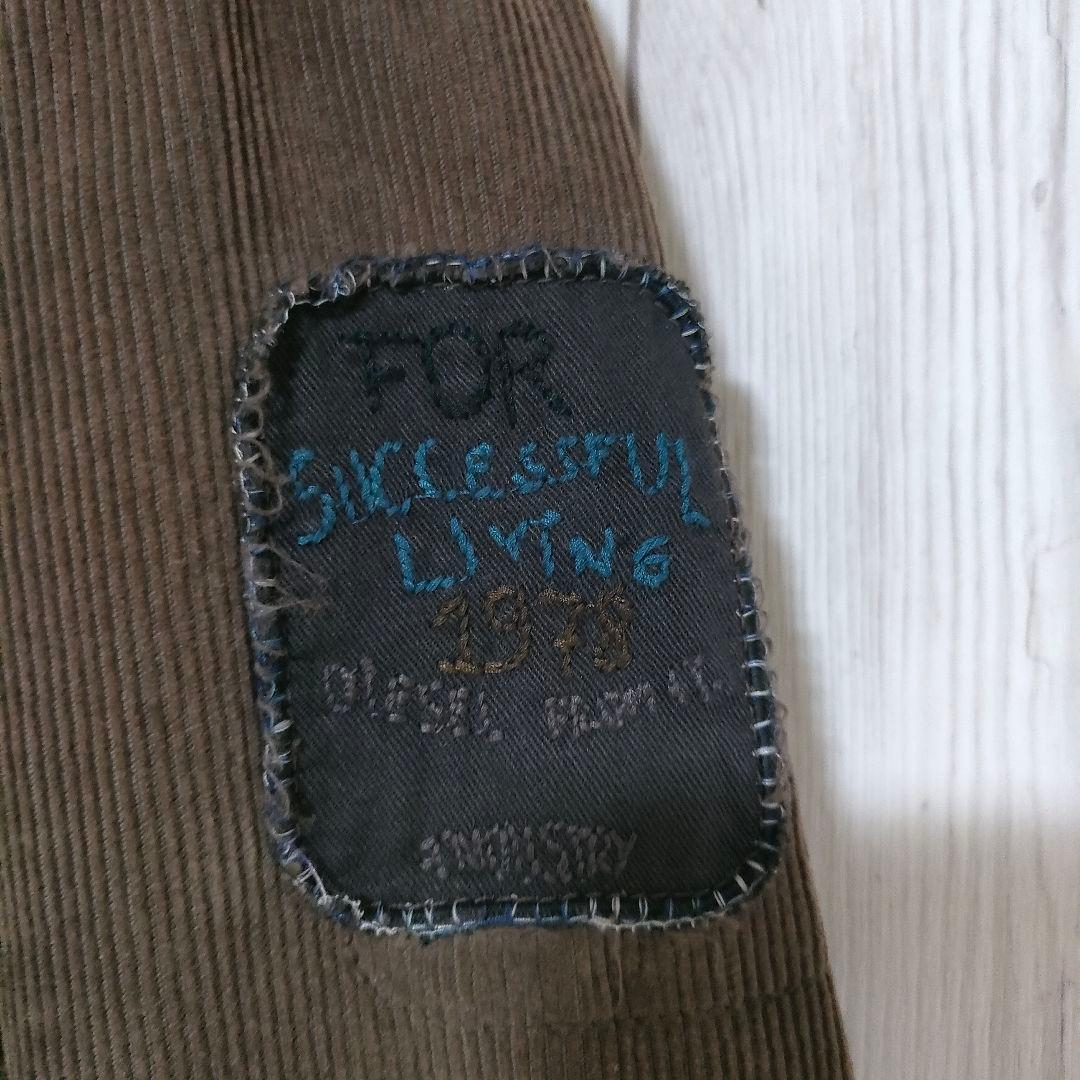 FOR
SUCCESSFUL
LIVING
1978
DIESEL
INDUSTRY